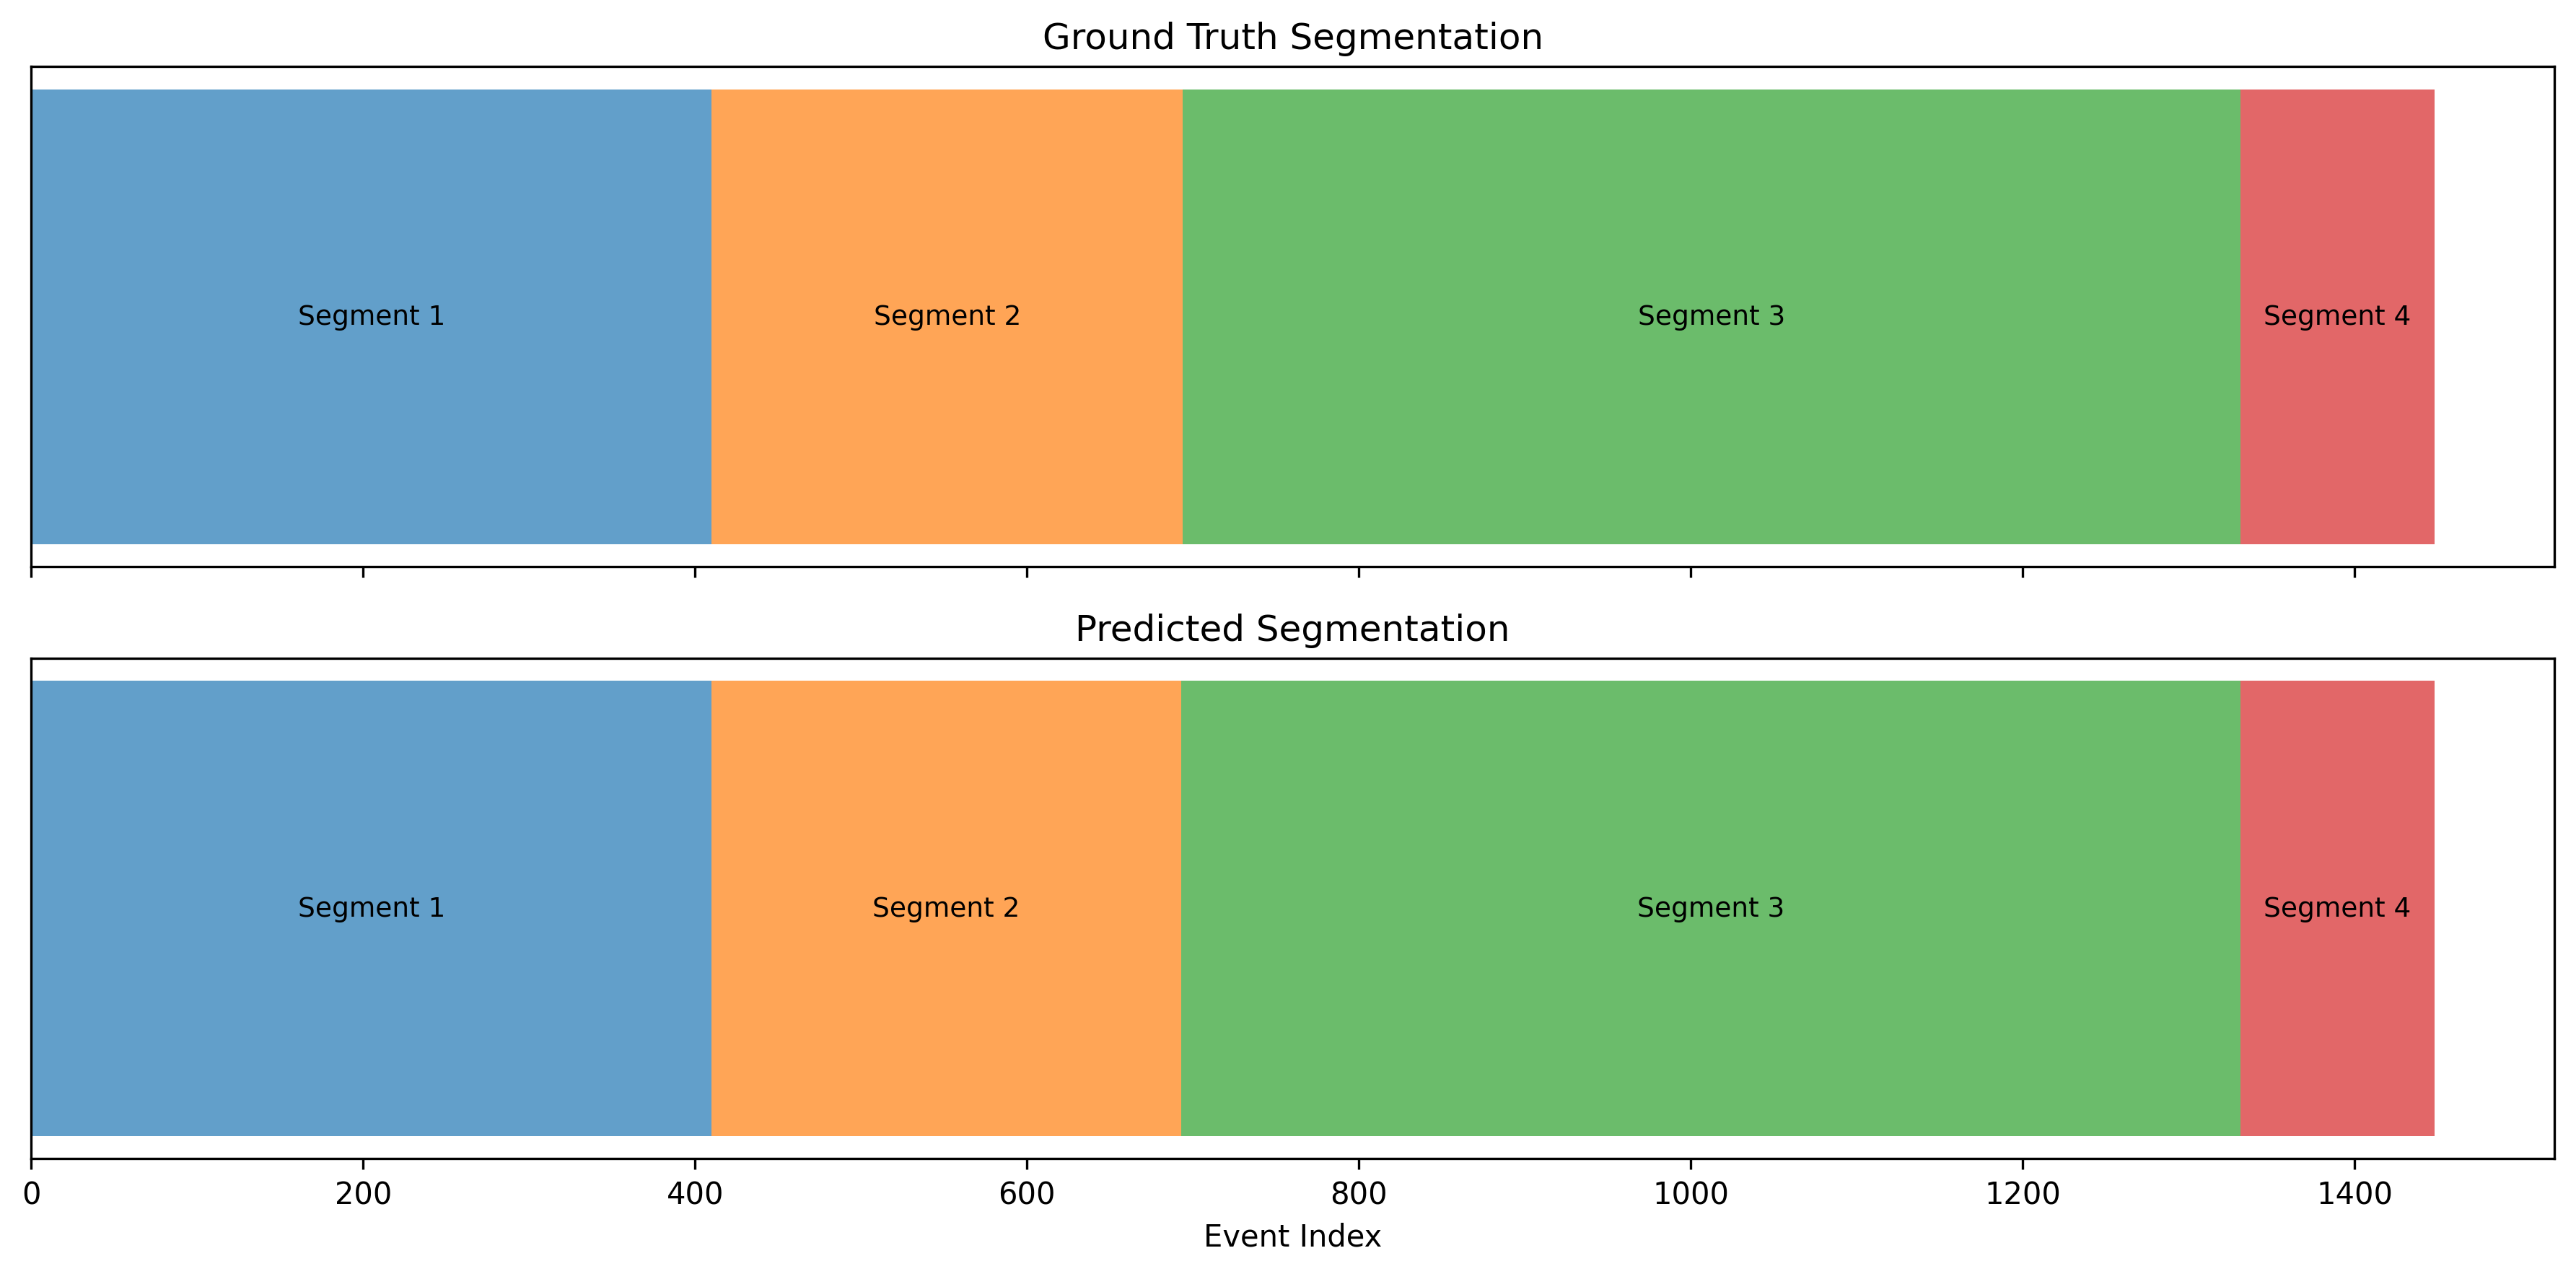 Ground Truth Segmentation
Segment 1
Segment 2
Segment 3
Segment 4
Predicted Segmentation
Segment 1
Segment 2
Segment 3
Segment 4
0
200
400
600
800
1000
1200
1400
Event Index